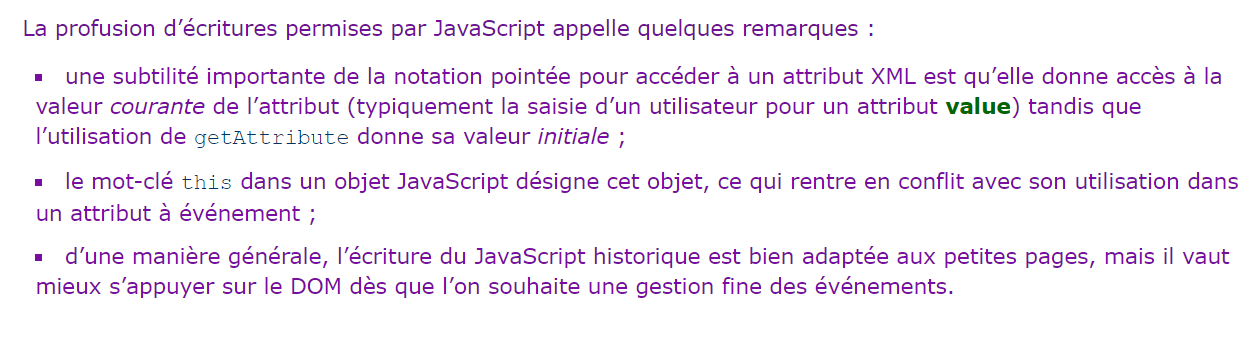 La profusion d’écritures permises par JavaScript appelle quelques remarques :
▪ une subtilité importante de la notation pointée pour accéder à un attribut XML est qu’elle donne accès à la
valeur courante de l’attribut (typiquement la saisie d’un utilisateur pour un attribut value) tandis que
l’utilisation de getAttribute donne sa valeur initiale ;
▪ le mot-clé this dans un objet JavaScript désigne cet objet, ce qui rentre en conflit avec son utilisation dans
un attribut à événement ;
▪ d’une manière générale, l’écriture du JavaScript historique est bien adaptée aux petites pages, mais il vaut
mieux s’appuyer sur le DOM dès que l’on souhaite une gestion fine des événements.